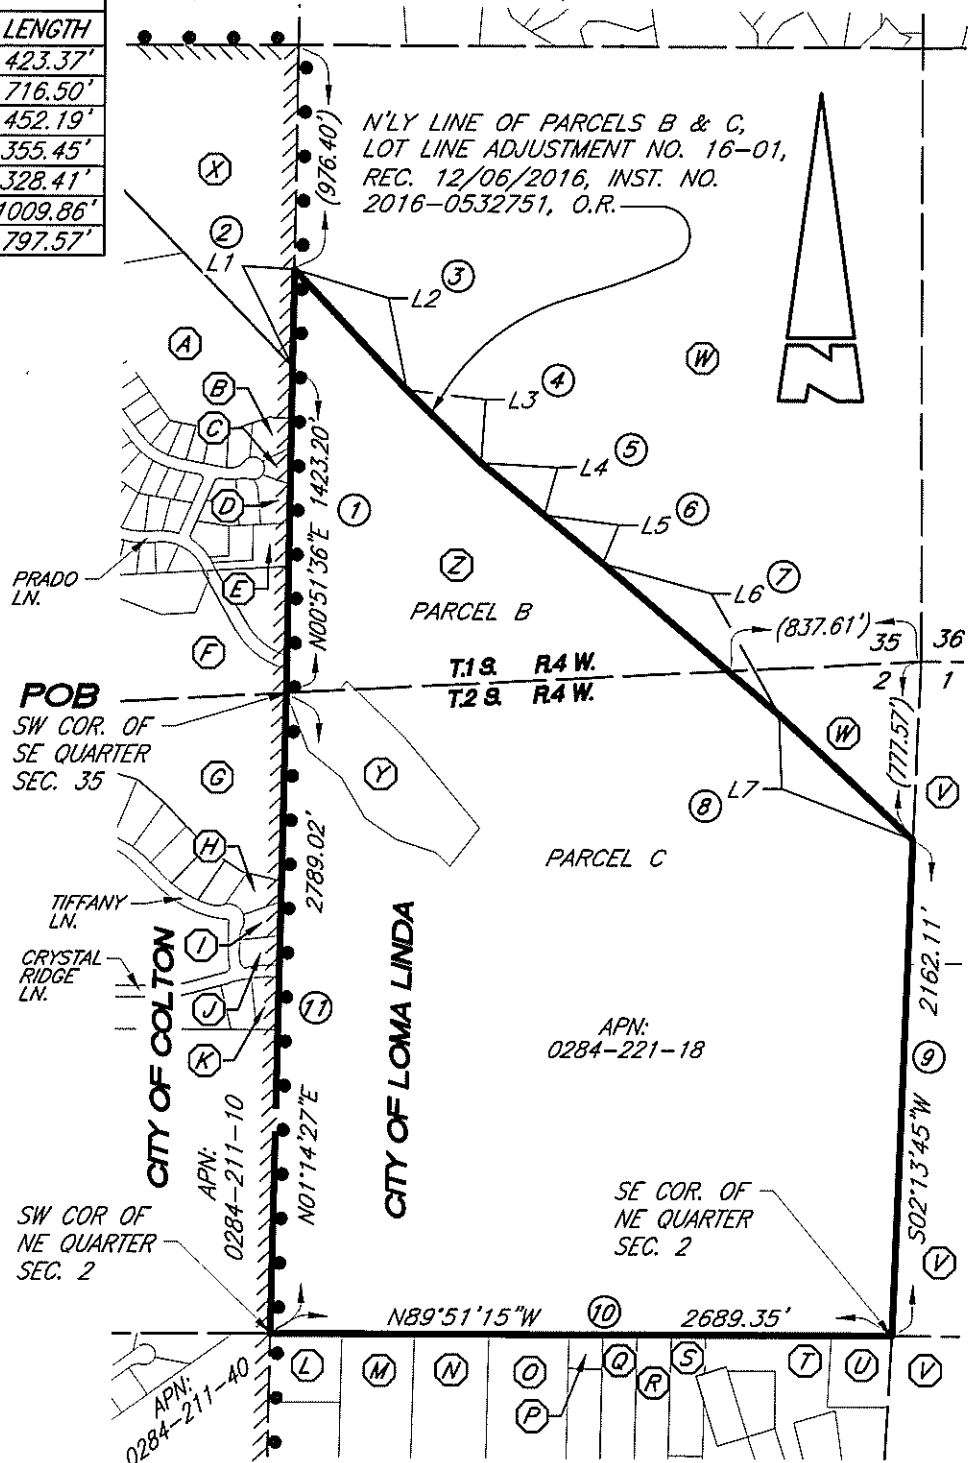 LENGTH
423.37'
716.50'
452.19'
355.45'
328.41'
1009.86'
797.57'
(976.40')
N'LY LINE OF PARCELS B & C,
LOT LINE ADJUSTMENT NO. 16-01,
REC. 12/06/2016, INST. NO.
2016-0532751, O.R.
N
X
2
L1
3
L2
A
W
B
4
L3
C
5
L4
1423.20'
N00°51'36"E
1
D
6
L5
Z
PRADO
LN.
E
7
L6
PARCEL B
(837.61')
F
35
36
T.1 S. R.4 W.
T.2 S. R.4 W.
2
1
POB
SW COR. OF
SE QUARTER
SEC. 35
(777.57')
W
G
Y
L7
8
V
H
2789.02'
PARCEL C
TIFFANY
LN.
I
CRYSTAL
RIDGE
LN.
J
K
11
CITY OF COLTON
CITY OF LOMA LINDA
2162.11'
APN:
0284-221-18
9
APN:
0284-211-10
N01°14'27"E
S02°13'45"W
SW COR OF
NE QUARTER
SEC. 2
SE COR. OF
NE QUARTER
SEC. 2
V
N89°51'15"W
10
2689.35'
L
M
N
O
P
Q
R
S
T
U
V
APN:
0284-211-40